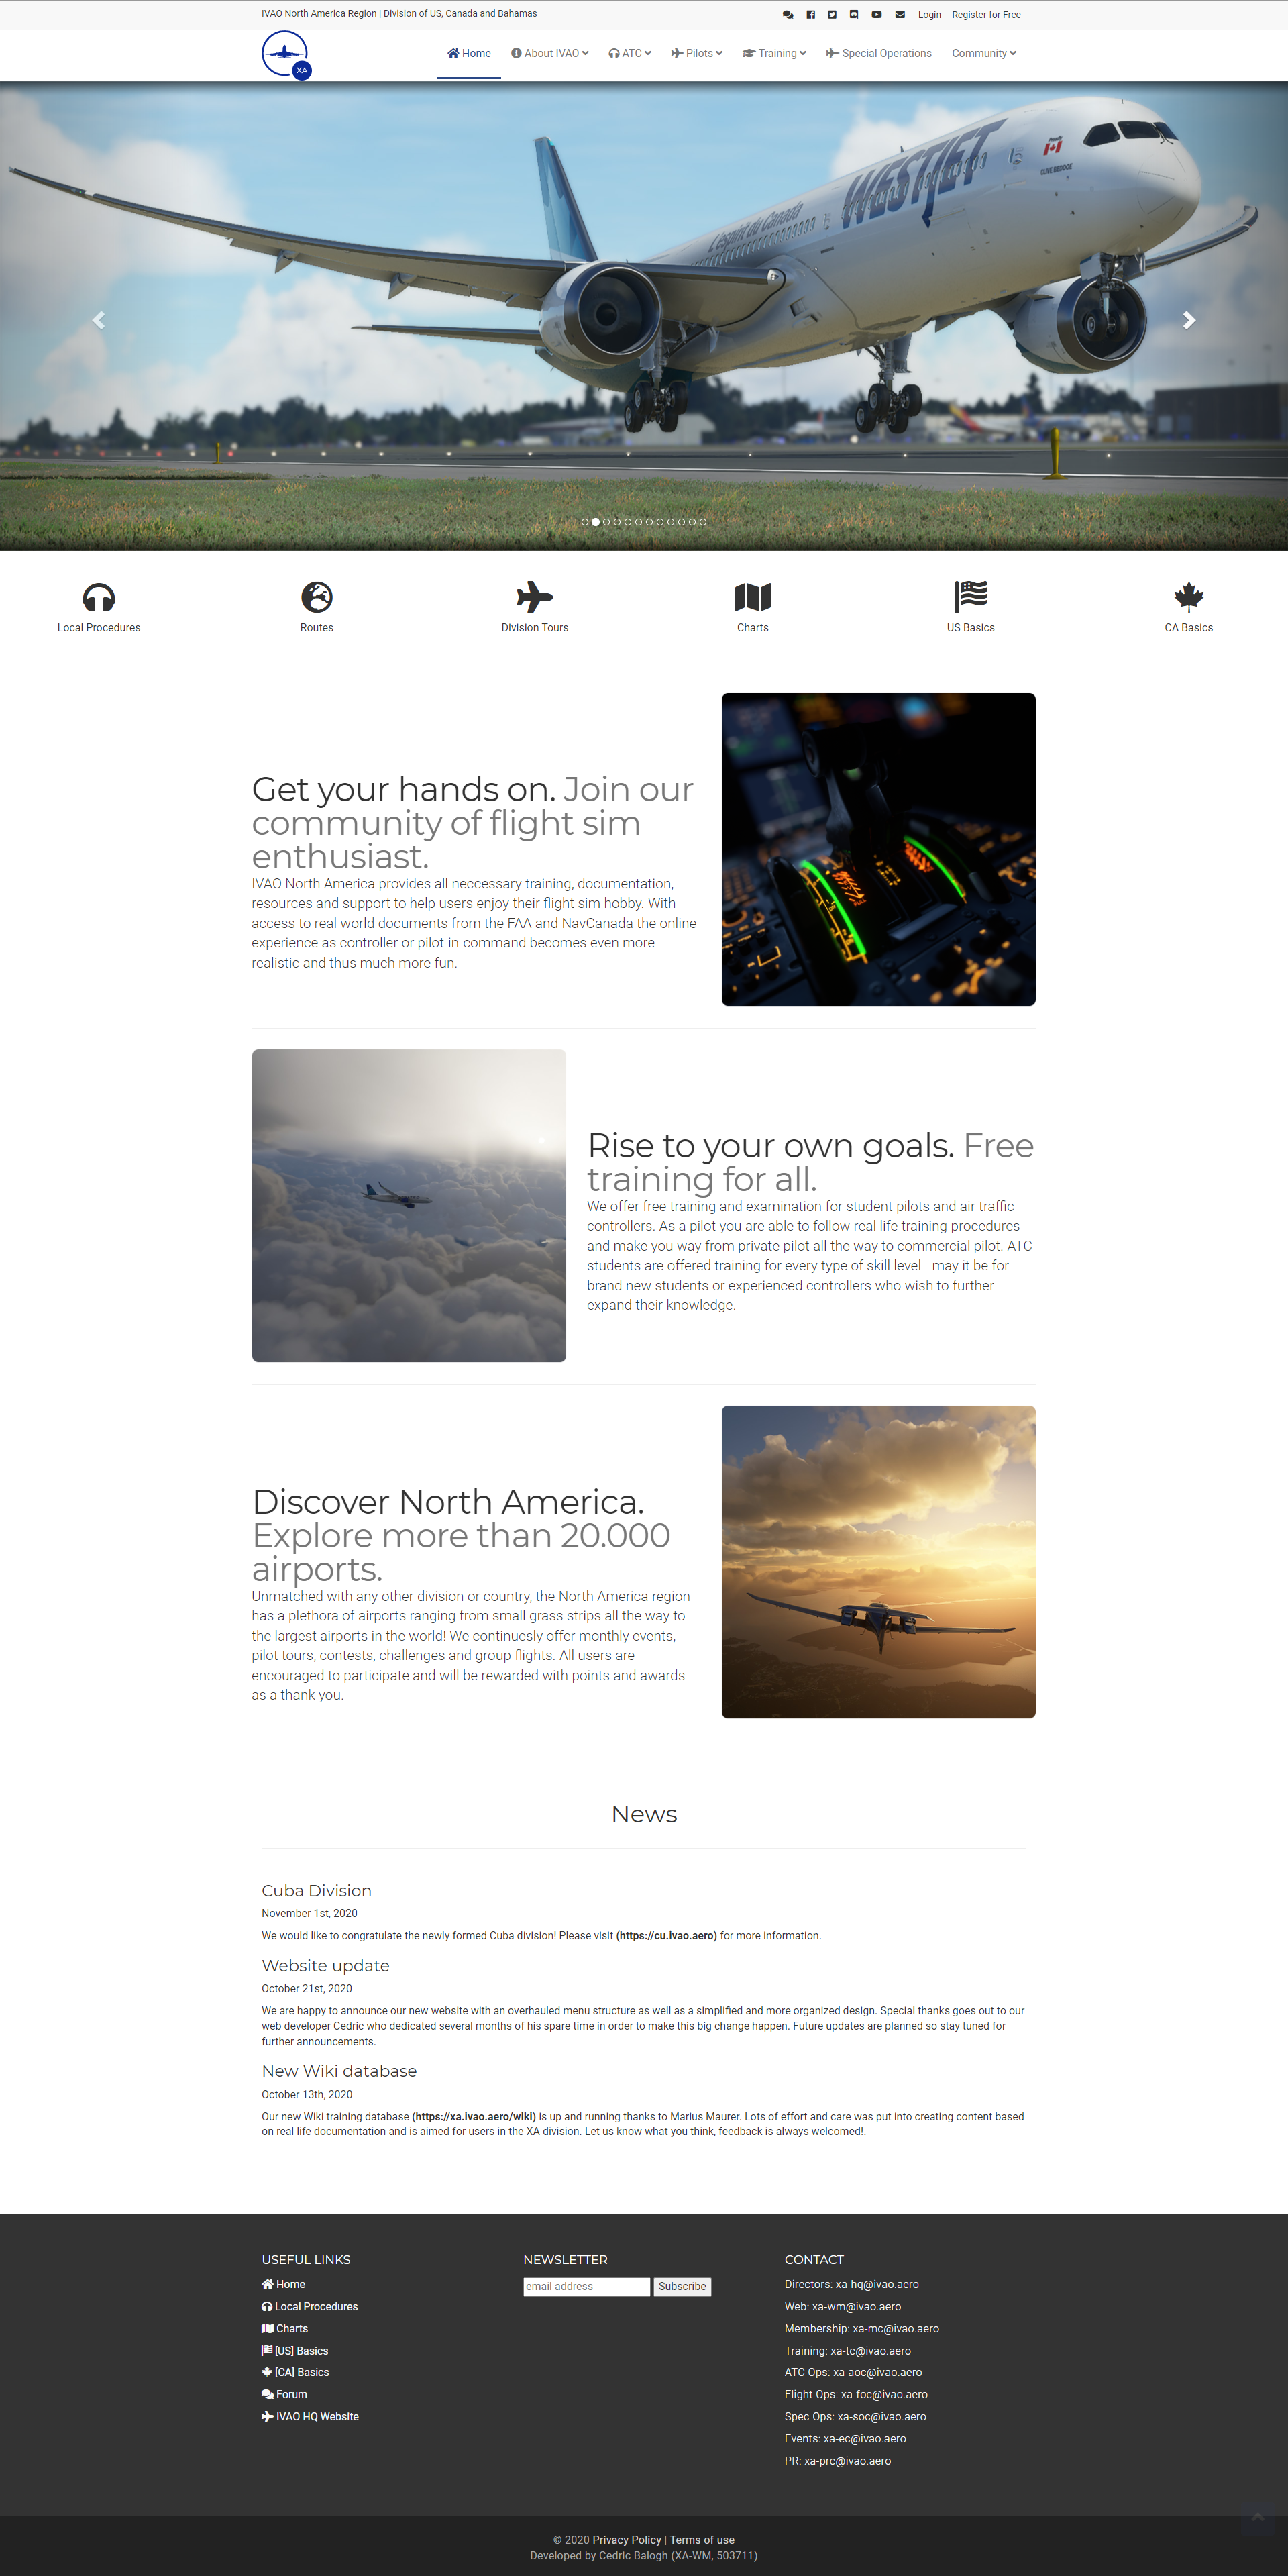 IVAO North America Region | Division of US, Canada and Bahamas
Login Register for Free
XA
Home About IVAO ATC Pilots Training Special Operations Community
WESTJET
L'esprit du Canada
CLIVE BEDDOE
Local Procedures Routes Division Tours Charts US Basics CA Basics
Get your hands on. Join our
community of flight sim
enthusiast.
IVAO North America provides all neccessary training, documentation,
resources and support to help users enjoy their flight sim hobby. With
access to real world documents from the FAA and NavCanada the online
experience as controller or pilot-in-command becomes even more
realistic and thus much more fun.
Rise to your own goals. Free
training for all.
We offer free training and examination for student pilots and air traffic
controllers. As a pilot you are able to follow real life training procedures
and make you way from private pilot all the way to commercial pilot. ATC
students are offered training for every type of skill level - may it be for
brand new students or experienced controllers who wish to further
expand their knowledge.
Discover North America.
Explore more than 20.000
airports.
Unmatched with any other division or country, the North America region
has a plethora of airports ranging from small grass strips all the way to
the largest airports in the world! We continuesly offer monthly events,
pilot tours, contests, challenges and group flights. All users are
encouraged to participate and will be rewarded with points and awards
as a thank you.
News
Cuba Division
November 1st, 2020
We would like to congratulate the newly formed Cuba division! Please visit (https://cu.ivao.aero) for more information.
Website update
October 21st, 2020
We are happy to announce our new website with an overhauled menu structure as well as a simplified and more organized design. Special thanks goes out to our
web developer Cedric who dedicated several months of his spare time in order to make this big change happen. Future updates are planned so stay tuned for
further announcements.
New Wiki database
October 13th, 2020
Our new Wiki training database (https://xa.ivao.aero/wiki) is up and running thanks to Marius Maurer. Lots of effort and care was put into creating content based
on real life documentation and is aimed for users in the XA division. Let us know what you think, feedback is always welcomed!.
USEFUL LINKS
Home
Local Procedures
Charts
[US] Basics
[CA] Basics
Forum
IVAO HQ Website
NEWSLETTER
email address Subscribe
CONTACT
Directors: xa-hq@ivao.aero
Web: xa-wm@ivao.aero
Membership: xa-mc@ivao.aero
Training: xa-tc@ivao.aero
ATC Ops: xa-aoc@ivao.aero
Flight Ops: xa-foc@ivao.aero
Spec Ops: xa-soc@ivao.aero
Events: xa-ec@ivao.aero
PR: xa-prc@ivao.aero
© 2020 Privacy Policy | Terms of use
Developed by Cedric Balogh (XA-WM, 503711)